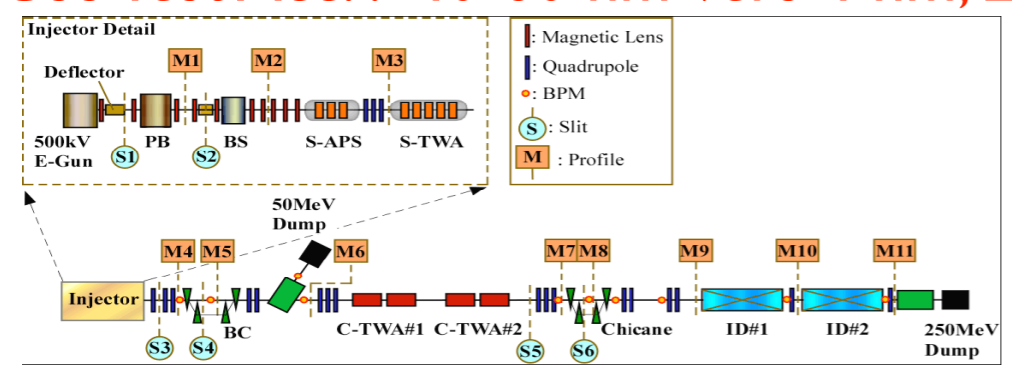 Injector Detail
Deflector
M1
M2
M3
500kV
E-Gun
S1
PB
S2
BS
S-APS
S-TWA
: Magnetic Lens
: Quadrupole
: BPM
S : Slit
M : Profile
50MeV
Dump
M4
M5
M6
M7
M8
M9
M10
M11
Injector
BC
C-TWA#1
C-TWA#2
Chicane
ID#1
ID#2
250MeV
Dump
S3
S4
S5
S6